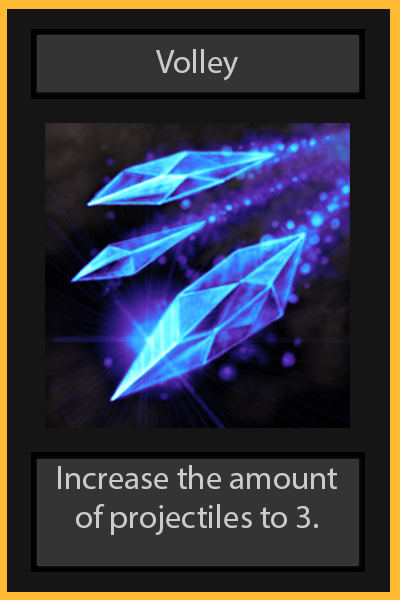 Volley
Increase the amount
of projectiles to 3.